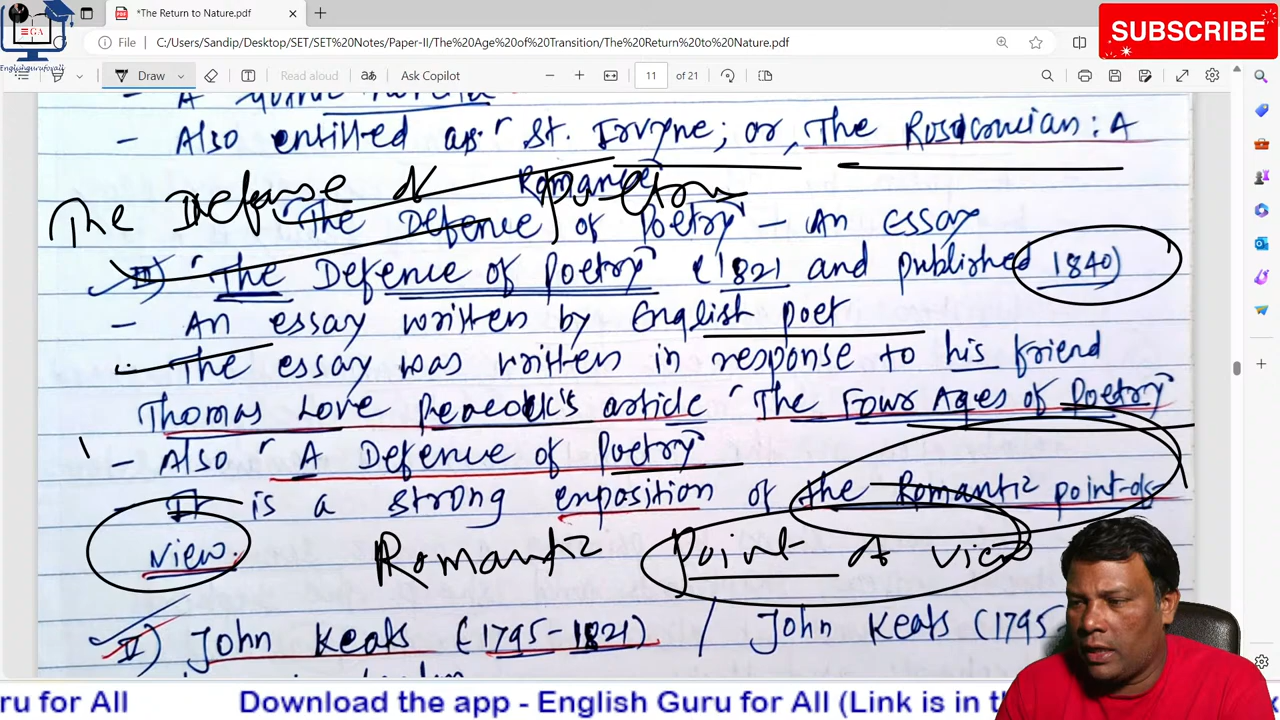 *The Return to Nature.pdf
SUBSCRIBE
EGA
Englishguruforall
File C:/Users/Sandip/Desktop/SET/SET%20Notes/Paper-II/The%20Age%20of%20Transition/The%20Return%20to%20Nature.pdf
Draw Read aloud Ask Copilot 11 of 21
- Also entitled as "St. Irvyne; or, The Rosicrucian: A
Romance"
The Defense of Poetry
"The Defence of Poetry" - An essay
III) "The Defence of Poetry" (1821 and published 1840)
- An essay written by English poet
- The essay was written in response to his friend
Thomas Love Peacock's article "The Four Ages of Poetry"
- Also "A Defence of Poetry"
- It is a strong exposition of the Romantic point-of-
view.
Romantic Point of view
V) John Keats (1795-1821) / John Keats (1795-
ru for All Download the app - English Guru for All (Link is in th